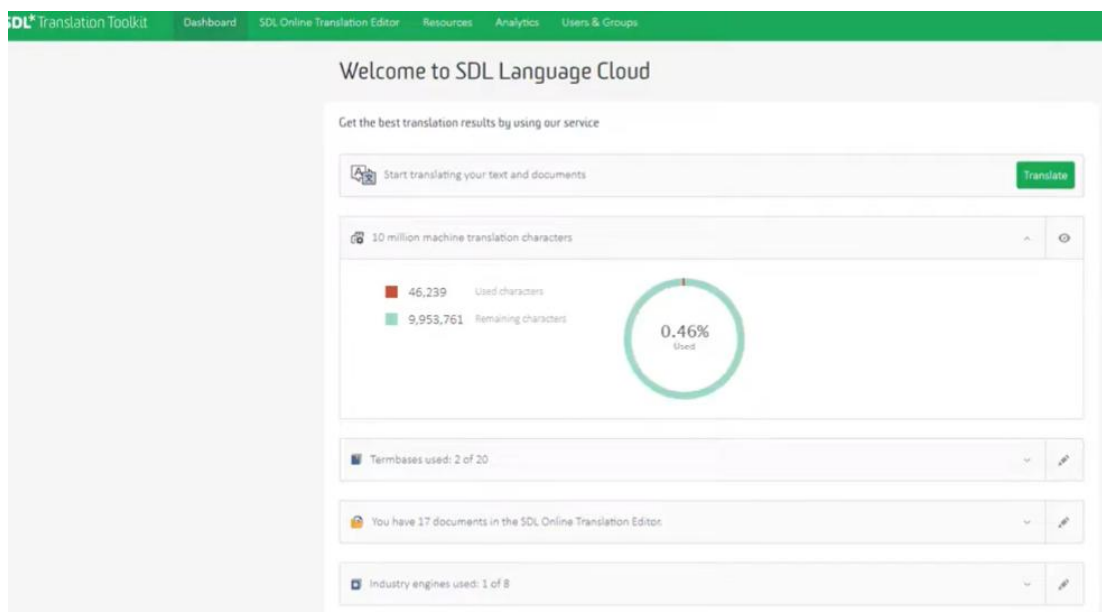 SDL* Translation Toolkit Dashboard SDL Online Translation Editor Resources Analytics Users & Groups
Welcome to SDL Language Cloud
Get the best translation results by using our service
Start translating your text and documents Translate
10 million machine translation characters
46,239 Used characters
9,953,761 Remaining characters
0.46%
Used
Termbases used: 2 of 20
You have 17 documents in the SDL Online Translation Editor.
Industry engines used: 1 of 8